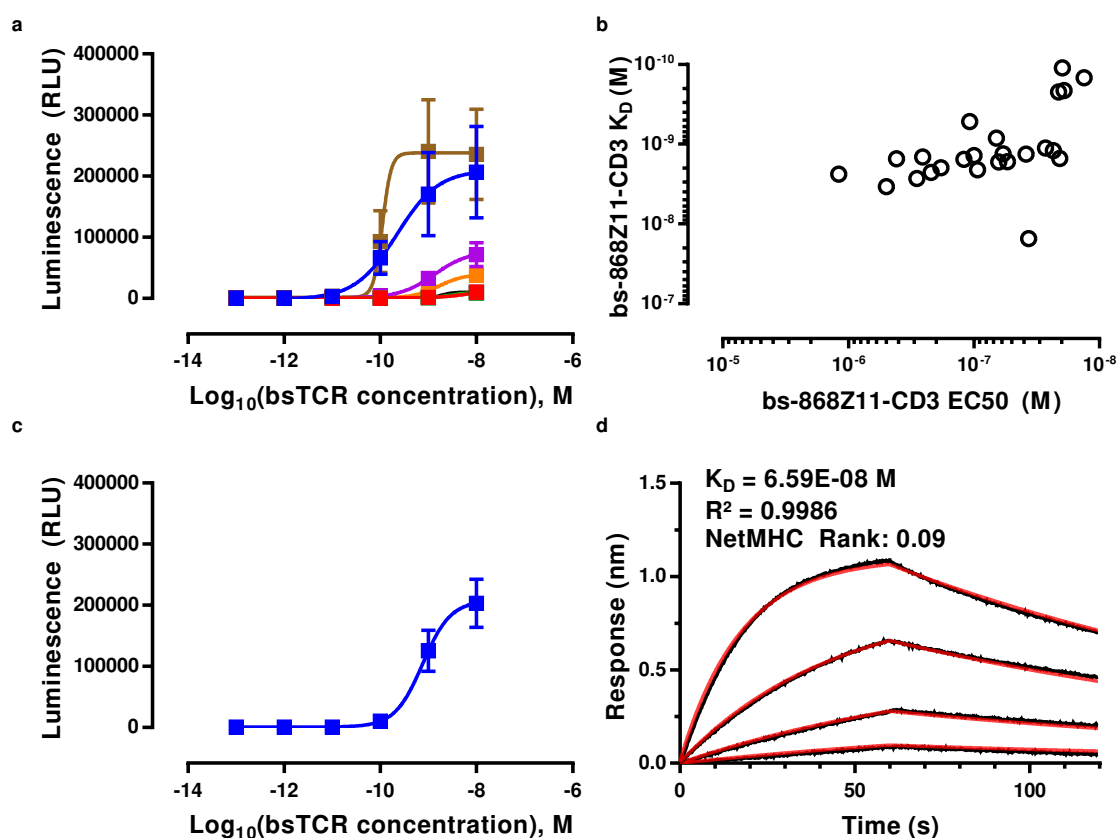 a
Luminescence (RLU)
400000
300000
200000
100000
0
-14
-12
-10
-8
-6
Log₁₀(bsTCR concentration), M
b
bs-868Z11-CD3 K_D (M)
10⁻¹⁰
10⁻⁹
10⁻⁸
10⁻⁷
10⁻⁵
10⁻⁶
10⁻⁷
10⁻⁸
bs-868Z11-CD3 EC50 (M)
c
Luminescence (RLU)
400000
300000
200000
100000
0
-14
-12
-10
-8
-6
Log₁₀(bsTCR concentration), M
d
K_D = 6.59E-08 M
R² = 0.9986
NetMHC Rank: 0.09
Response (nm)
1.5
1.0
0.5
0.0
0
50
100
Time (s)